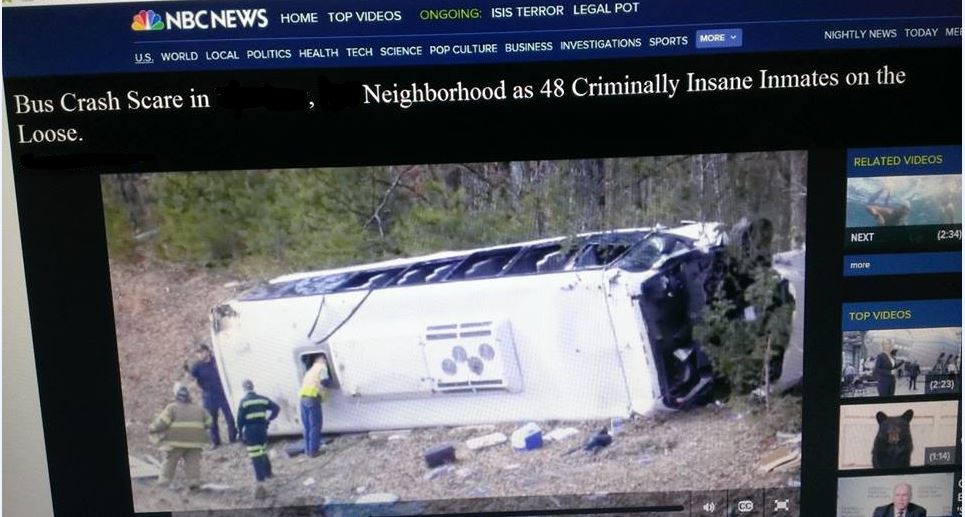 NBC NEWS HOME TOP VIDEOS ONGOING: ISIS TERROR LEGAL POT
U.S. WORLD LOCAL POLITICS HEALTH TECH SCIENCE POP CULTURE BUSINESS INVESTIGATIONS SPORTS MORE NIGHTLY NEWS TODAY
Bus Crash Scare in , Neighborhood as 48 Criminally Insane Inmates on the
Loose.
RELATED VIDEOS
NEXT (2:34)
more
TOP VIDEOS
(2:23)
(1:14)
CC